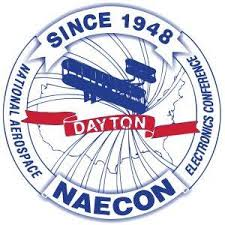 SINCE 1948
NATIONAL AEROSPACE
ELECTRONICS CONFERENCE
DAYTON
NAECON